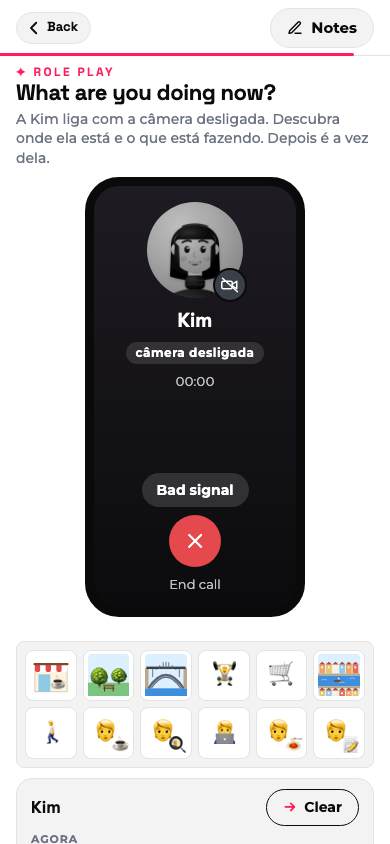 Back
Notes
ROLE PLAY
What are you doing now?
A Kim liga com a câmera desligada. Descubra
onde ela está e o que está fazendo. Depois é a vez
dela.
Kim
câmera desligada
00:00
Bad signal
End call
Kim
Clear
AGORA